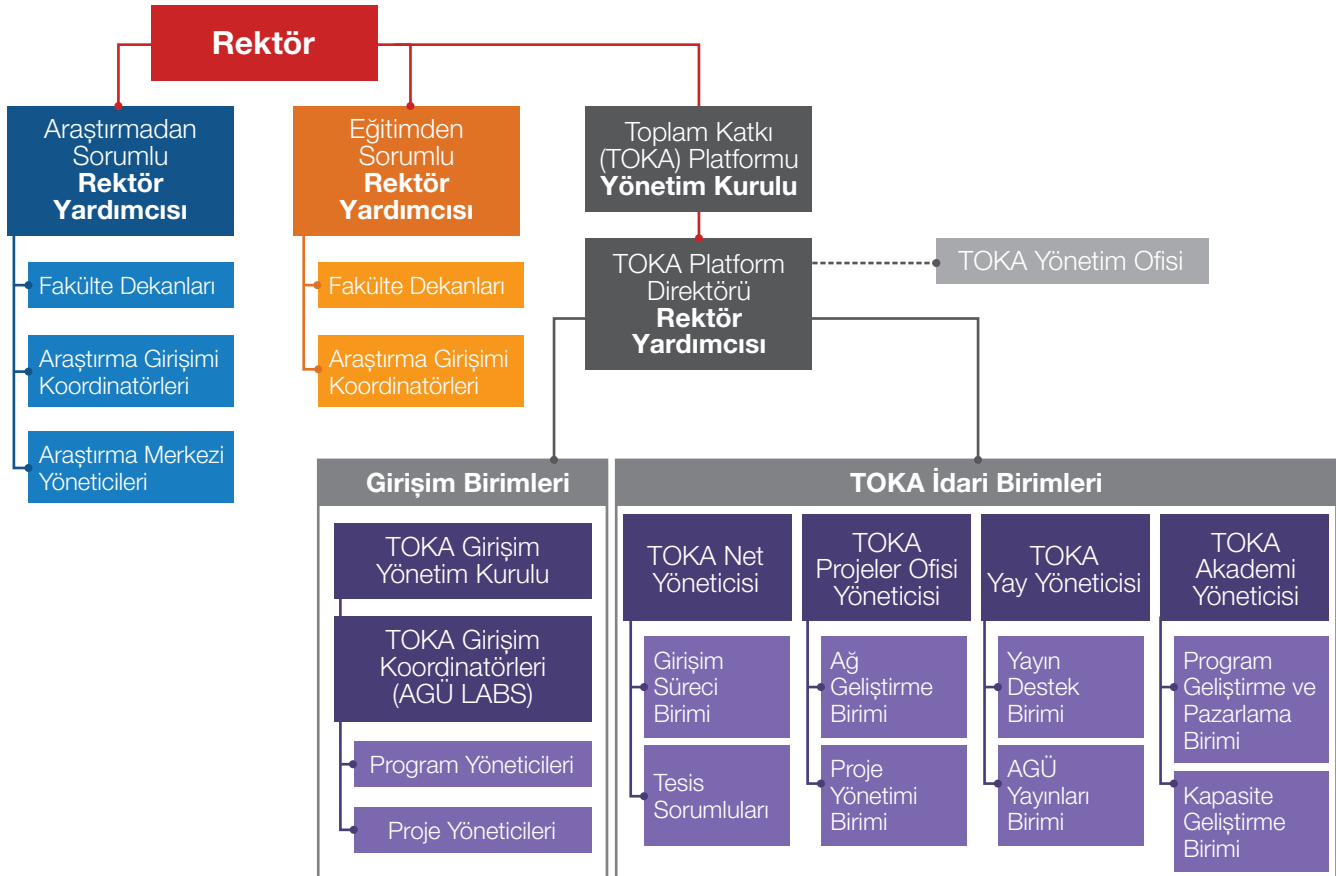 Rektör
Araştırmadan
Sorumlu
Rektör
Yardımcısı
Fakülte Dekanları
Araştırma Girişimi
Koordinatörleri
Araştırma Merkezi
Yöneticileri
Eğitimden
Sorumlu
Rektör
Yardımcısı
Fakülte Dekanları
Araştırma Girişimi
Koordinatörleri
Toplam Katkı
(TOKA) Platformu
Yönetim Kurulu
TOKA Platform
Direktörü
Rektör
Yardımcısı
TOKA Yönetim Ofisi
Girişim Birimleri
TOKA Girişim
Yönetim Kurulu
TOKA Girişim
Koordinatörleri
(AGÜ LABS)
Program Yöneticileri
Proje Yöneticileri
TOKA İdari Birimleri
TOKA Net
Yöneticisi
Girişim
Süreci
Birimi
Tesis
Sorumluları
TOKA
Projeler Ofisi
Yöneticisi
Ağ
Geliştirme
Birimi
Proje
Yönetimi
Birimi
TOKA
Yay Yöneticisi
Yayın
Destek
Birimi
AGÜ
Yayınları
Birimi
TOKA
Akademi
Yöneticisi
Program
Geliştirme ve
Pazarlama
Birimi
Kapasite
Geliştirme
Birimi